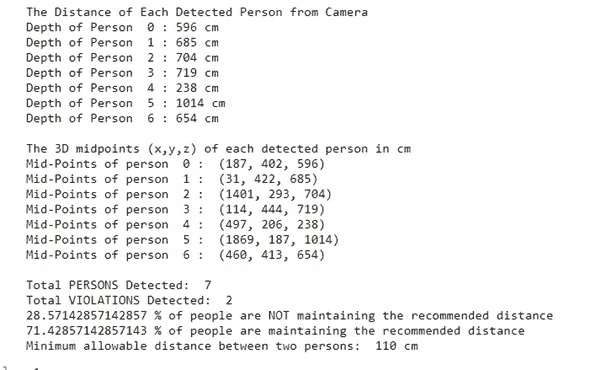 The Distance of Each Detected Person from Camera
Depth of Person 0 : 596 cm
Depth of Person 1 : 685 cm
Depth of Person 2 : 704 cm
Depth of Person 3 : 719 cm
Depth of Person 4 : 238 cm
Depth of Person 5 : 1014 cm
Depth of Person 6 : 654 cm
The 3D midpoints (x,y,z) of each detected person in cm
Mid-Points of person 0 : (187, 402, 596)
Mid-Points of person 1 : (31, 422, 685)
Mid-Points of person 2 : (1401, 293, 704)
Mid-Points of person 3 : (114, 444, 719)
Mid-Points of person 4 : (497, 206, 238)
Mid-Points of person 5 : (1869, 187, 1014)
Mid-Points of person 6 : (460, 413, 654)
Total PERSONS Detected: 7
Total VIOLATIONS Detected: 2
28.57142857142857 % of people are NOT maintaining the recommended distance
71.42857142857143 % of people are maintaining the recommended distance
Minimum allowable distance between two persons: 110 cm